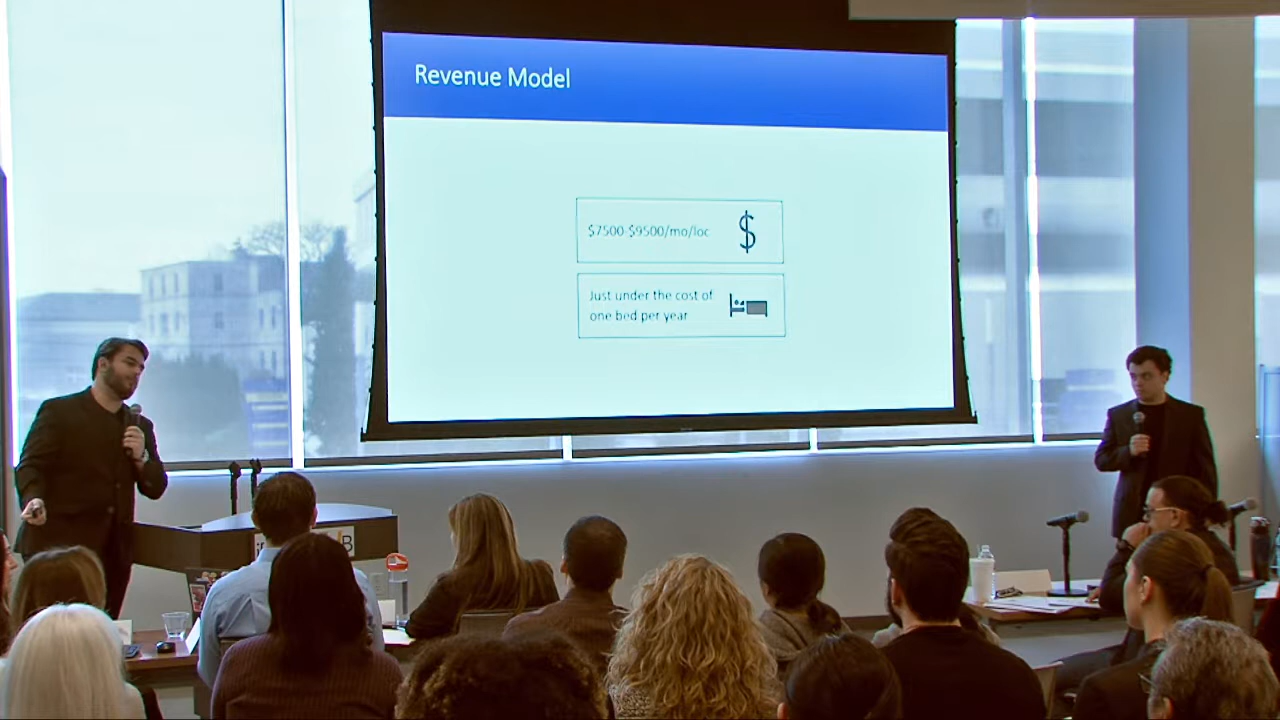 Revenue Model
$7500-$9500/mo/loc
$
Just under the cost of
one bed per year